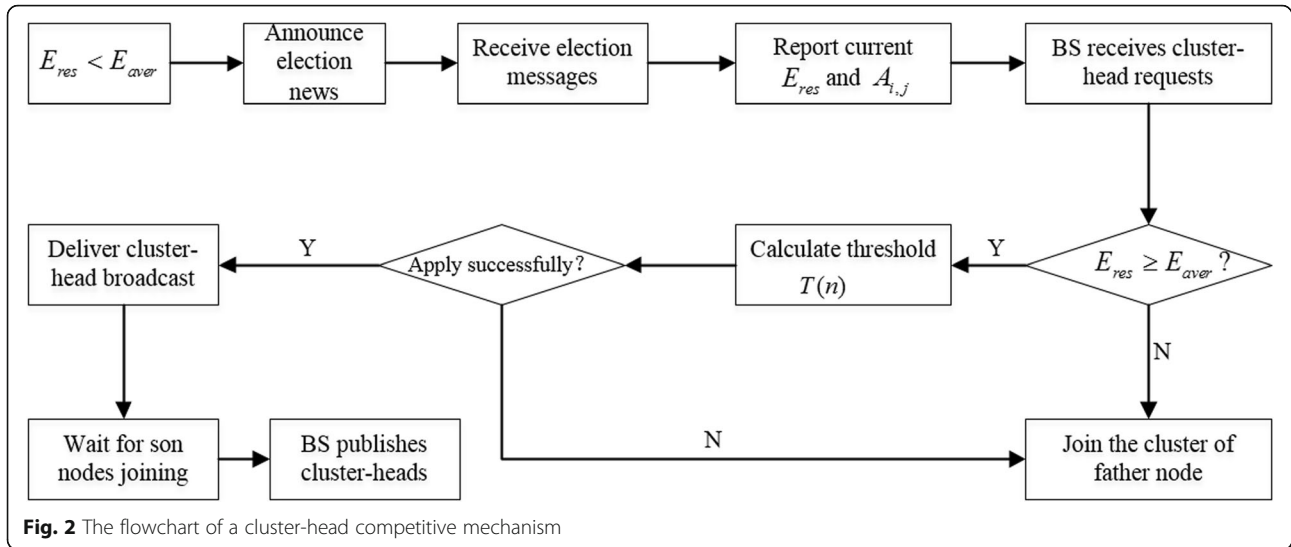 E_res < E_aver
Announce
election
news
Receive election
messages
Report current
E_res and A_i,j
BS receives cluster-
head requests
Deliver cluster-
head broadcast
Y
Apply successfully?
Calculate threshold
T(n)
Y
E_res ≥ E_aver ?
N
Wait for son
nodes joining
BS publishes
cluster-heads
N
Join the cluster of
father node
Fig. 2 The flowchart of a cluster-head competitive mechanism